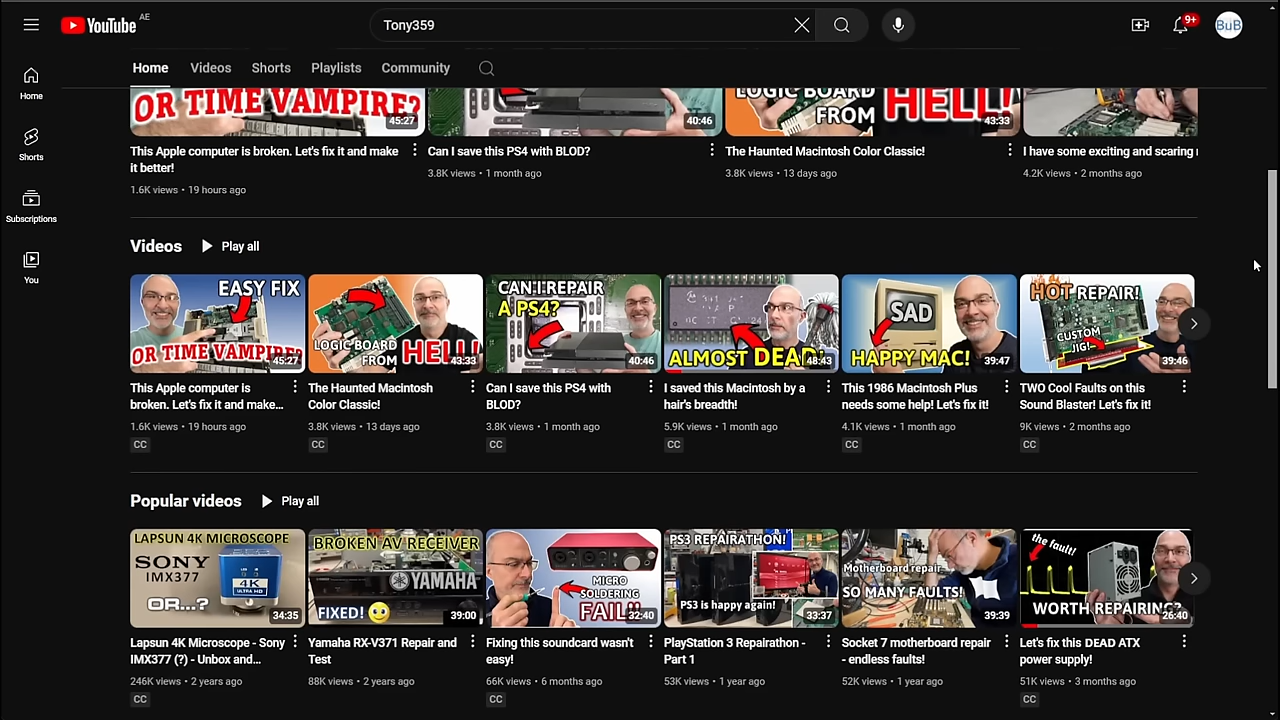 YouTube AE
Tony359
9+
BuB
Home Videos Shorts Playlists Community
Home
Shorts
Subscriptions
You
OR TIME VAMPIRE?
45:27
40:46
LOGIC BOARD
FROM HELL!
43:33
This Apple computer is broken. Let's fix it and make
it better!
1.6K views • 19 hours ago
Can I save this PS4 with BLOD?
3.8K views • 1 month ago
The Haunted Macintosh Color Classic!
3.8K views • 13 days ago
I have some exciting and scaring
4.2K views • 2 months ago
Videos Play all
EASY FIX
OR TIME VAMPIRE?
45:27
LOGIC BOARD
FROM HELL!
43:33
CAN I REPAIR
A PS4?
40:46
ALMOST DEAD!
48:43
SAD
HAPPY MAC!
39:47
HOT REPAIR!
CUSTOM
JIG!
39:46
This Apple computer is
broken. Let's fix it and make...
1.6K views • 19 hours ago
CC
The Haunted Macintosh
Color Classic!
3.8K views • 13 days ago
CC
Can I save this PS4 with
BLOD?
3.8K views • 1 month ago
CC
I saved this Macintosh by a
hair's breadth!
5.9K views • 1 month ago
CC
This 1986 Macintosh Plus
needs some help! Let's fix it!
4.1K views • 1 month ago
CC
TWO Cool Faults on this
Sound Blaster! Let's fix it!
9K views • 2 months ago
CC
Popular videos Play all
LAPSUN 4K MICROSCOPE
SONY
IMX377
OR...?
4K
ULTRA HD
34:35
BROKEN AV RECEIVER
YAMAHA
FIXED!
39:00
MICRO
SOLDERING
FAIL!!
32:40
PS3 REPAIRATHON!
PS3 is happy again!
33:37
Motherboard repair
SO MANY FAULTS!
39:39
the fault!
WORTH REPAIRING?
26:40
Lapsun 4K Microscope - Sony
IMX377 (?) - Unbox and...
246K views • 2 years ago
CC
Yamaha RX-V371 Repair and
Test
88K views • 2 years ago
Fixing this soundcard wasn't
easy!
66K views • 6 months ago
CC
PlayStation 3 Repairathon -
Part 1
53K views • 1 year ago
Socket 7 motherboard repair
- endless faults!
52K views • 1 year ago
Let's fix this DEAD ATX
power supply!
51K views • 3 months ago
CC